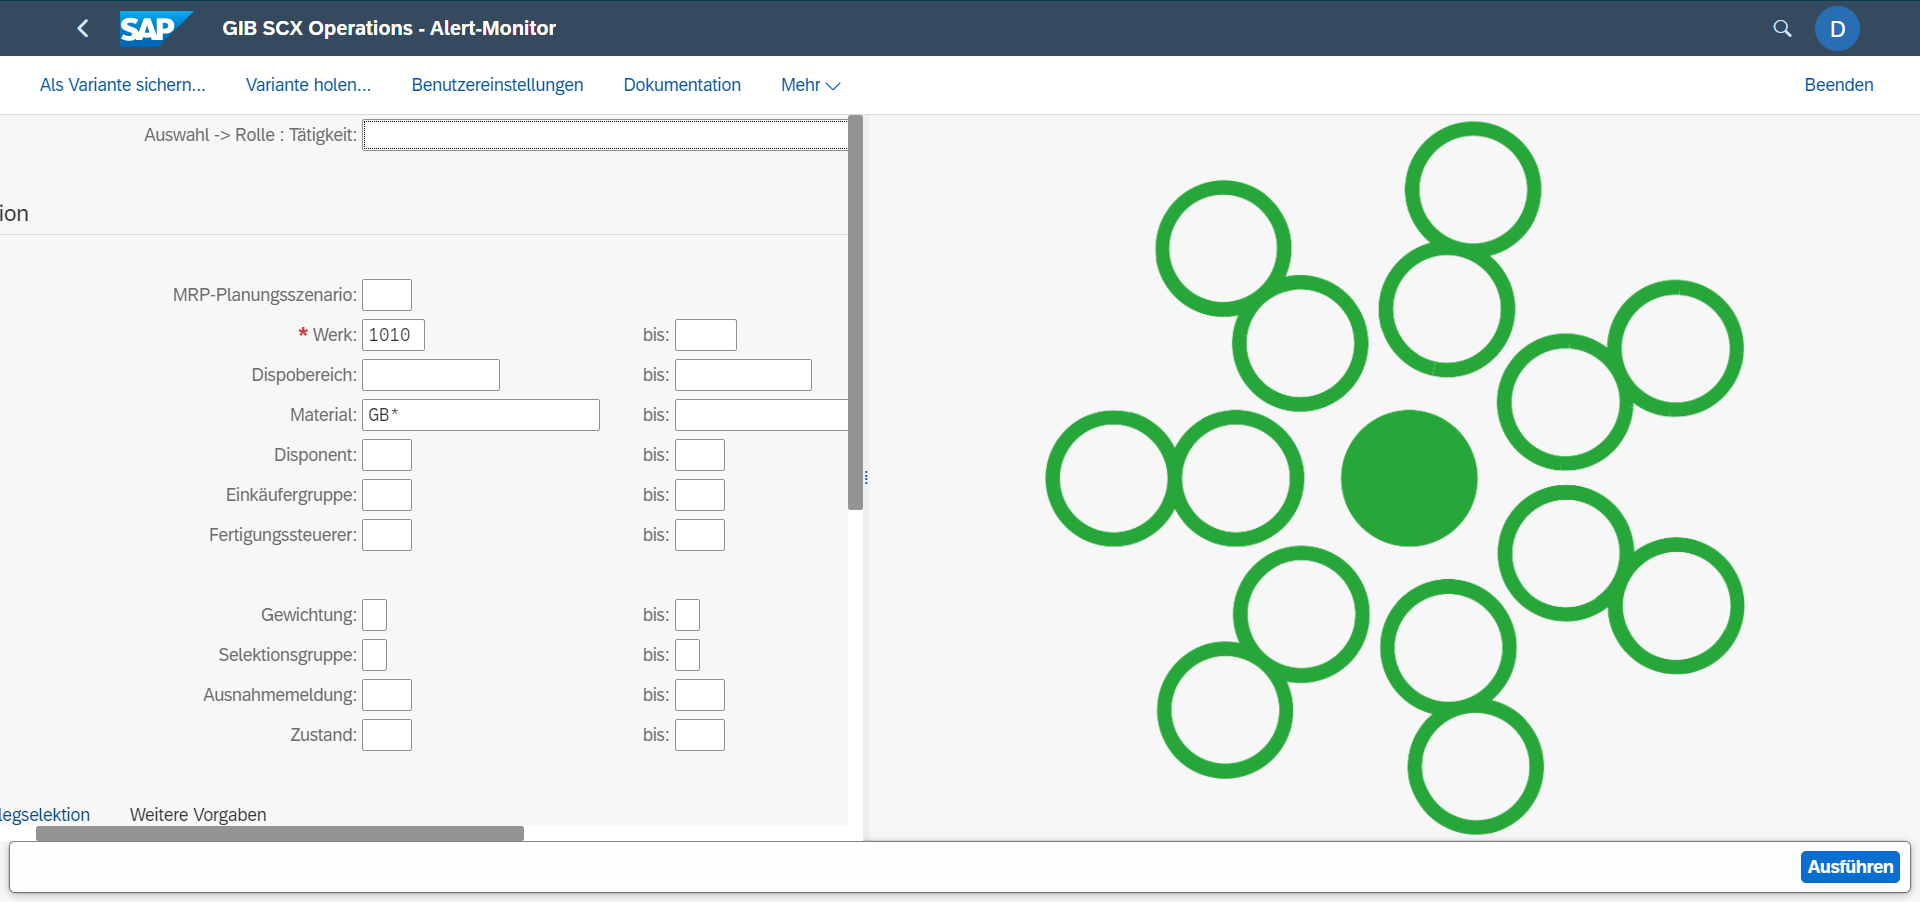 SAP GIB SCX Operations - Alert-Monitor D
Als Variante sichern... Variante holen... Benutzereinstellungen Dokumentation Mehr Beenden
Auswahl -> Rolle : Tätigkeit:
ion
MRP-Planungsszenario:
* Werk: 1010 bis:
Dispobereich: bis:
Material: GB* bis:
Disponent: bis:
Einkäufergruppe: bis:
Fertigungssteuerer: bis:
Gewichtung: bis:
Selektionsgruppe: bis:
Ausnahmemeldung: bis:
Zustand: bis:
legselektion Weitere Vorgaben
Ausführen